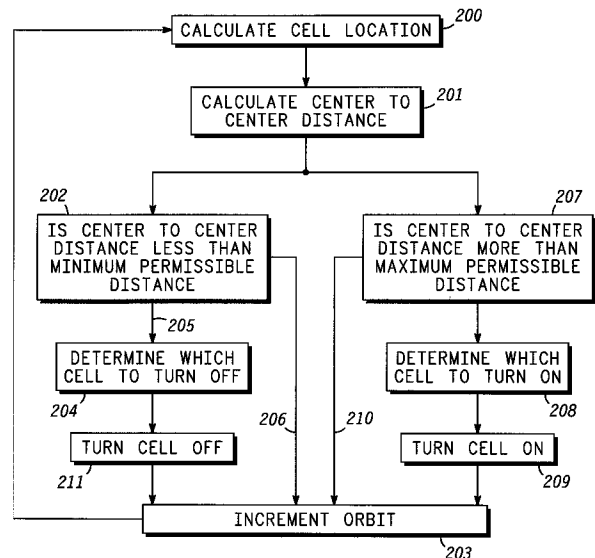 CALCULATE CELL LOCATION
200
CALCULATE CENTER TO
CENTER DISTANCE
201
202
IS CENTER TO CENTER
DISTANCE LESS THAN
MINIMUM PERMISSIBLE
DISTANCE
207
IS CENTER TO CENTER
DISTANCE MORE THAN
MAXIMUM PERMISSIBLE
DISTANCE
205
DETERMINE WHICH
CELL TO TURN OFF
204
206
210
DETERMINE WHICH
CELL TO TURN ON
208
TURN CELL OFF
211
TURN CELL ON
209
INCREMENT ORBIT
203